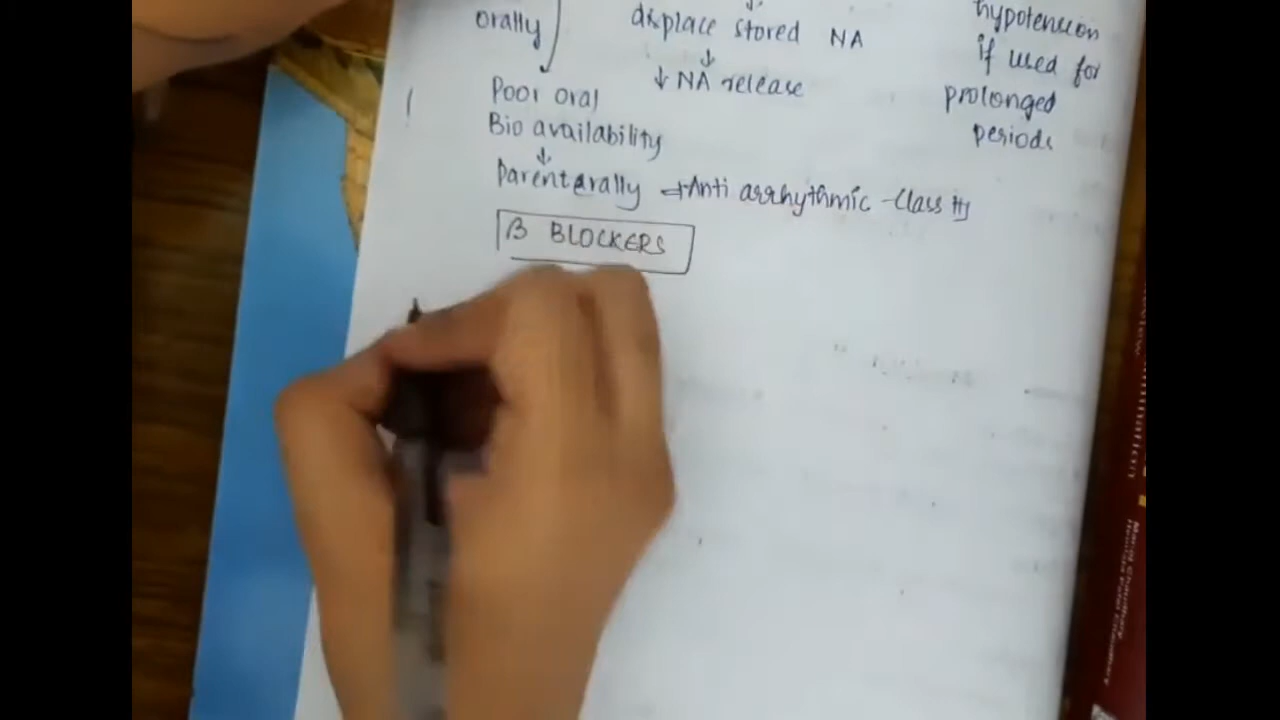 orally
displace stored NA
↓
↓ NA release
hypotension
if used for
prolonged
periods
Poor oral
Bio availability
↓
Parenterally → Anti arrhythmic - Class III
β BLOCKERS